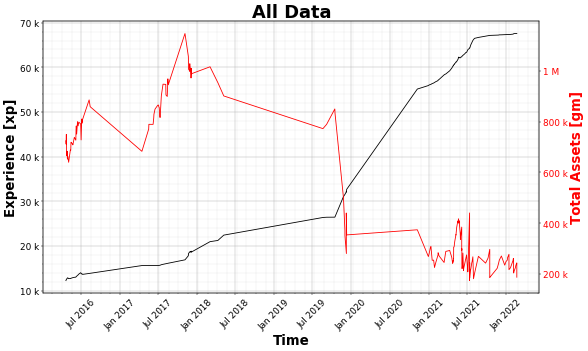 All Data
70 k
60 k
50 k
40 k
30 k
20 k
10 k
Experience [xp]
1 M
800 k
600 k
400 k
200 k
Total Assets [gm]
Jul 2016
Jan 2017
Jul 2017
Jan 2018
Jul 2018
Jan 2019
Jul 2019
Jan 2020
Jul 2020
Jan 2021
Jul 2021
Jan 2022
Time